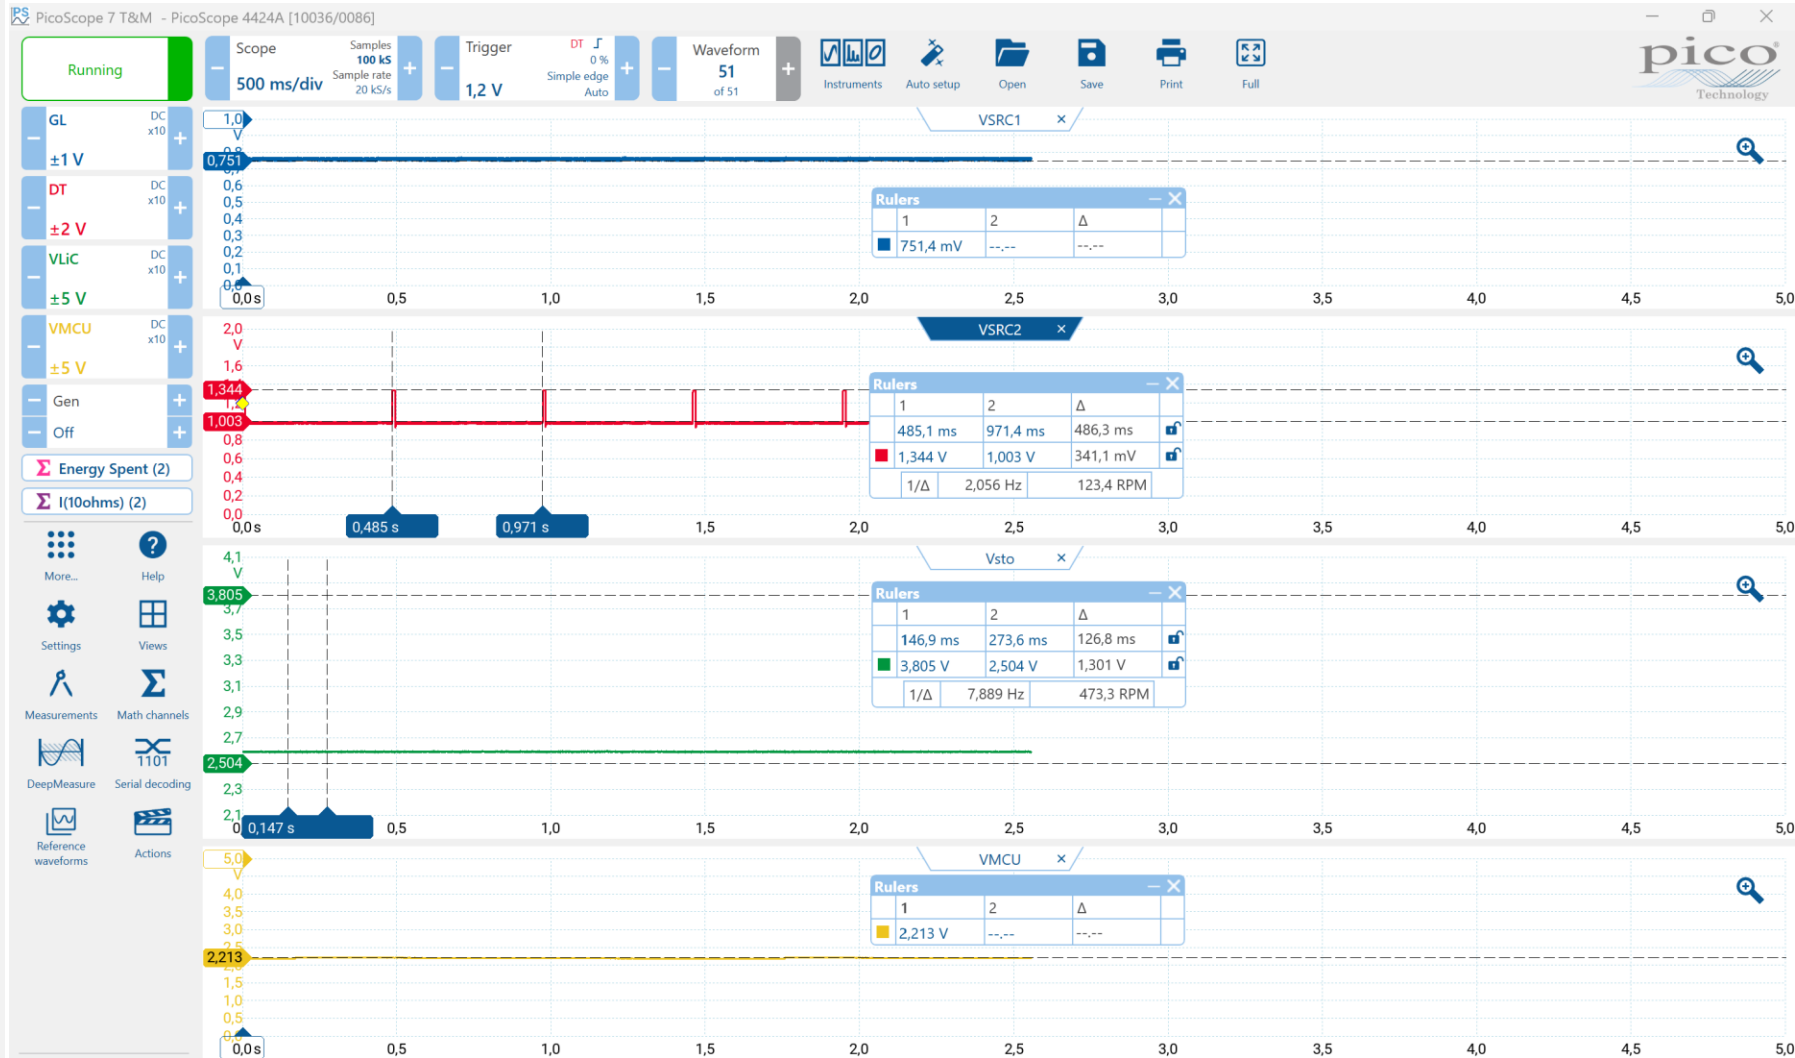 PS PicoScope 7 T&M - PicoScope 4424A [10036/0086]
Running
Scope
500 ms/div
Samples
100 kS
Sample rate
20 kS/s
Trigger
1,2 V
DT
0 %
Simple edge
Auto
Waveform
51
of 51
Instruments
Auto setup
Open
Save
Print
Full
pico
Technology
GL
DC
x10
±1 V
DT
DC
x10
±2 V
VLiC
DC
x10
±5 V
VMCU
DC
x10
±5 V
Gen
Off
Σ Energy Spent (2)
Σ I(10ohms) (2)
More...
Help
Settings
Views
Measurements
Math channels
1101
DeepMeasure
Serial decoding
Reference
waveforms
Actions
VSRC1 ×
1,0
V
0,751
0,6
0,5
0,4
0,3
0,2
0,1
0,0 s 0,5 1,0 1,5 2,0 2,5 3,0 3,5 4,0 4,5 5,0
Rulers
1 2 Δ
751,4 mV --.-- --.--
VSRC2 ×
2,0
V
1,6
1,344
1,003
0,8
0,6
0,4
0,2
0,0
0,0 s 0,485 s 0,971 s 1,5 2,0 2,5 3,0 3,5 4,0 4,5 5,0
Rulers
1 2 Δ
485,1 ms 971,4 ms 486,3 ms
1,344 V 1,003 V 341,1 mV
1/Δ 2,056 Hz 123,4 RPM
Vsto ×
4,1
V
3,805
3,7
3,5
3,3
3,1
2,9
2,7
2,504
2,3
2,1
0,147 s 0,5 1,0 1,5 2,0 2,5 3,0 3,5 4,0 4,5 5,0
Rulers
1 2 Δ
146,9 ms 273,6 ms 126,8 ms
3,805 V 2,504 V 1,301 V
1/Δ 7,889 Hz 473,3 RPM
VMCU ×
5,0
V
4,0
3,5
3,0
2,213
1,5
1,0
0,5
0,0 s 0,5 1,0 1,5 2,0 2,5 3,0 3,5 4,0 4,5 5,0
Rulers
1 2 Δ
2,213 V --.-- --.--